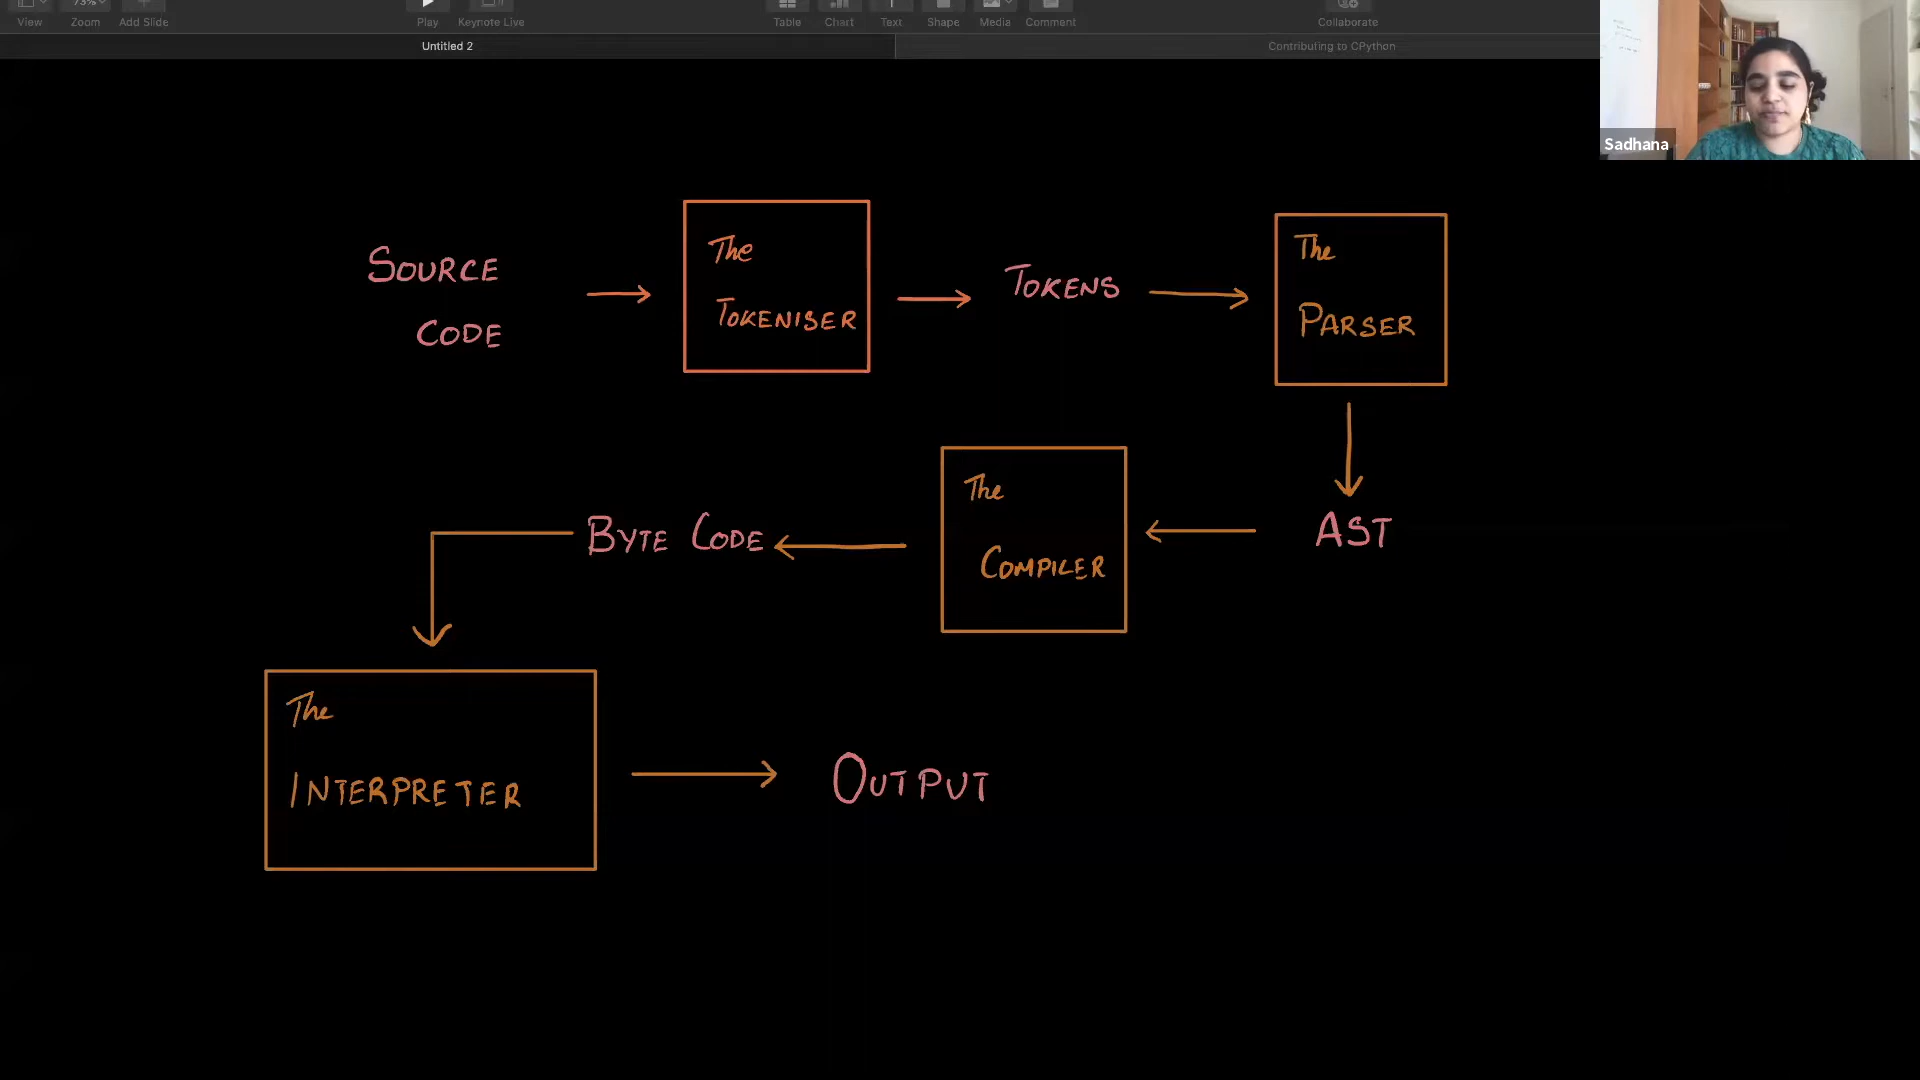 73%
View
Zoom
Add Slide
Play
Keynote Live
Table
Chart
Text
Shape
Media
Comment
Collaborate
Untitled 2
Contributing to CPython
Sadhana
SOURCE
CODE
The
TOKENISER
TOKENS
The
PARSER
AST
The
COMPILER
BYTE CODE
The
INTERPRETER
OUTPUT